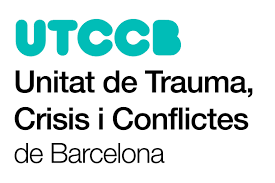 UTCCB
Unitat de Trauma,
Crisis i Conflictes
de Barcelona